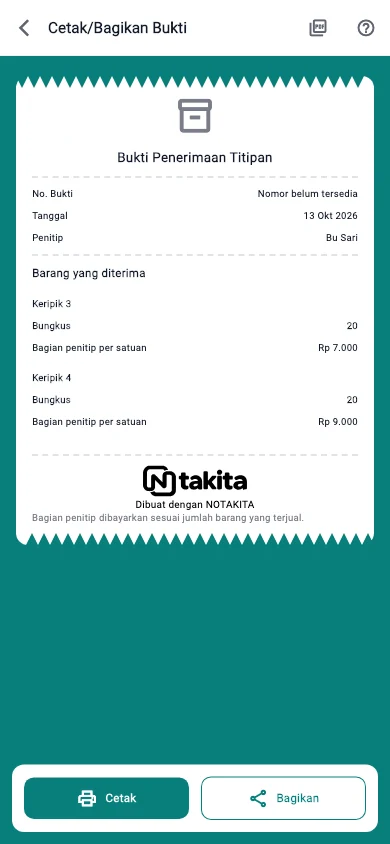 Cetak/Bagikan Bukti
PDF
Bukti Penerimaan Titipan
No. Bukti Nomor belum tersedia
Tanggal 13 Okt 2026
Penitip Bu Sari
Barang yang diterima
Keripik 3
Bungkus 20
Bagian penitip per satuan Rp 7.000
Keripik 4
Bungkus 20
Bagian penitip per satuan Rp 9.000
N takita
Dibuat dengan NOTAKITA
Bagian penitip dibayarkan sesuai jumlah barang yang terjual.
Cetak Bagikan